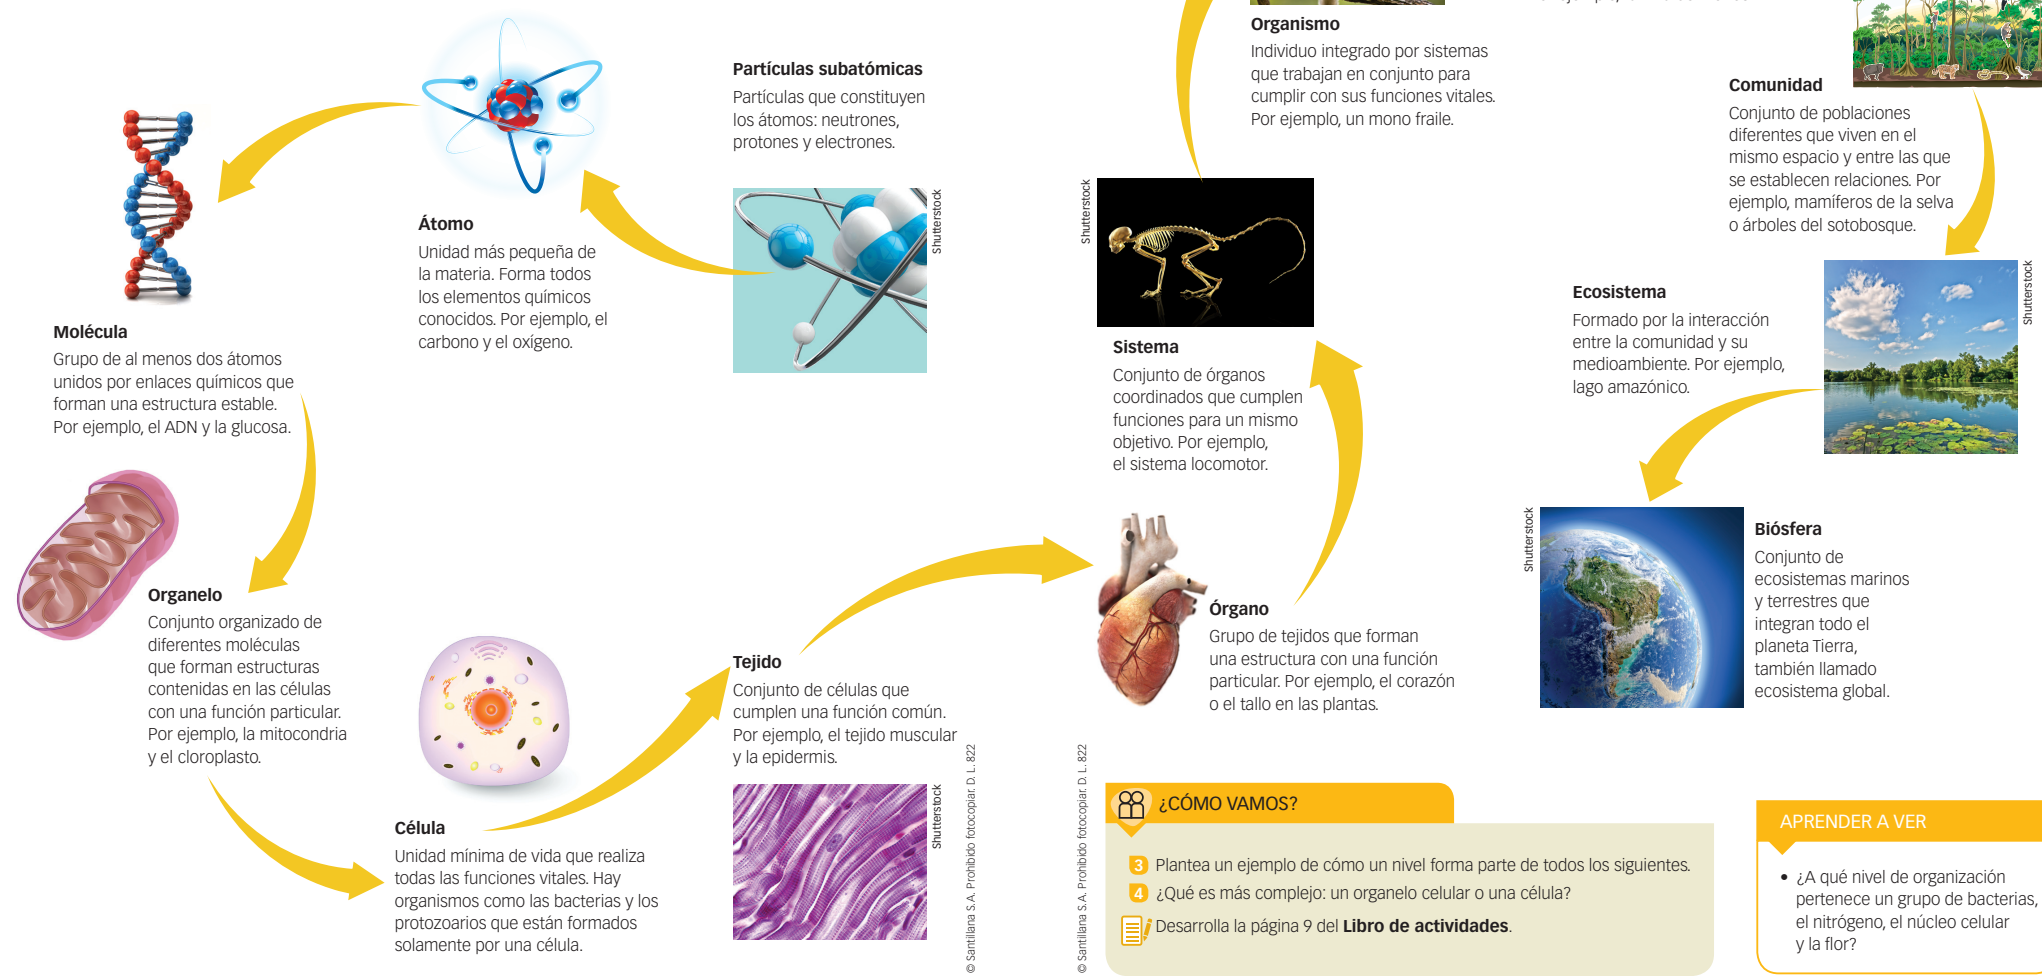 Partículas subatómicas
Partículas que constituyen
los átomos: neutrones,
protones y electrones.
Shutterstock
Átomo
Unidad más pequeña de
la materia. Forma todos
los elementos químicos
conocidos. Por ejemplo, el
carbono y el oxígeno.
Molécula
Grupo de al menos dos átomos
unidos por enlaces químicos que
forman una estructura estable.
Por ejemplo, el ADN y la glucosa.
Organelo
Conjunto organizado de
diferentes moléculas
que forman estructuras
contenidas en las células
con una función particular.
Por ejemplo, la mitocondria
y el cloroplasto.
Célula
Unidad mínima de vida que realiza
todas las funciones vitales. Hay
organismos como las bacterias y los
protozoarios que están formados
solamente por una célula.
Tejido
Conjunto de células que
cumplen una función común.
Por ejemplo, el tejido muscular
y la epidermis.
Shutterstock
© Santillana S.A. Prohibido fotocopiar. D. L. 822
© Santillana S.A. Prohibido fotocopiar. D. L. 822
Órgano
Grupo de tejidos que forman
una estructura con una función
particular. Por ejemplo, el corazón
o el tallo en las plantas.
Shutterstock
Sistema
Conjunto de órganos
coordinados que cumplen
funciones para un mismo
objetivo. Por ejemplo,
el sistema locomotor.
Organismo
Individuo integrado por sistemas
que trabajan en conjunto para
cumplir con sus funciones vitales.
Por ejemplo, un mono fraile.
Comunidad
Conjunto de poblaciones
diferentes que viven en el
mismo espacio y entre las que
se establecen relaciones. Por
ejemplo, mamíferos de la selva
o árboles del sotobosque.
Ecosistema
Formado por la interacción
entre la comunidad y su
medioambiente. Por ejemplo,
lago amazónico.
Shutterstock
Shutterstock
Biósfera
Conjunto de
ecosistemas marinos
y terrestres que
integran todo el
planeta Tierra,
también llamado
ecosistema global.
¿CÓMO VAMOS?
3 Plantea un ejemplo de cómo un nivel forma parte de todos los siguientes.
4 ¿Qué es más complejo: un organelo celular o una célula?
Desarrolla la página 9 del Libro de actividades.
APRENDER A VER
• ¿A qué nivel de organización
pertenece un grupo de bacterias,
el nitrógeno, el núcleo celular
y la flor?